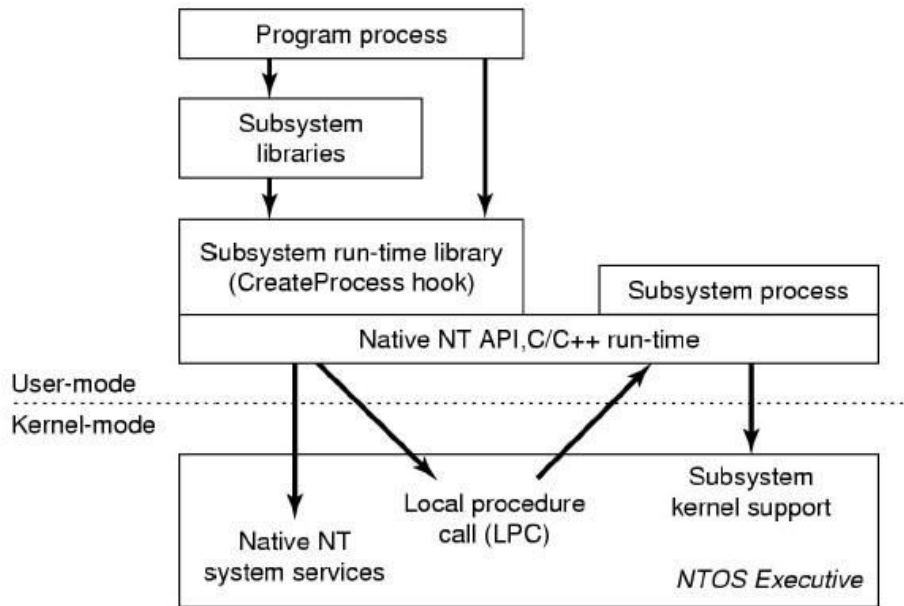 Program process
Subsystem
libraries
Subsystem run-time library
(CreateProcess hook)
Subsystem process
Native NT API,C/C++ run-time
User-mode
Kernel-mode
Native NT
system services
Local procedure
call (LPC)
Subsystem
kernel support
NTOS Executive